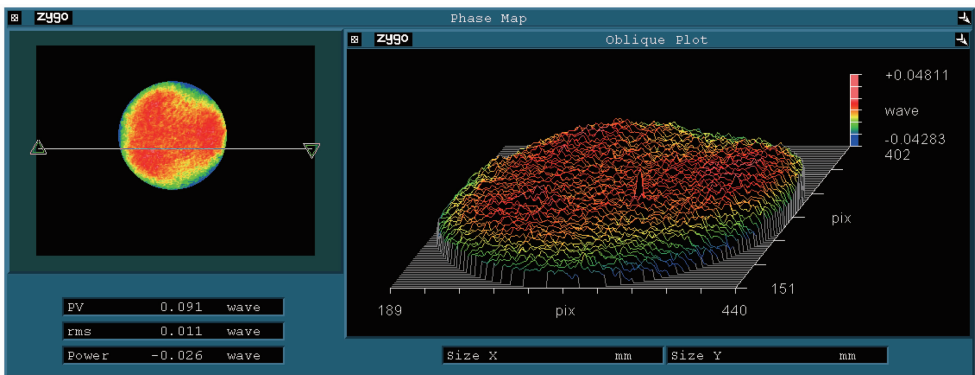 zygo Phase Map
zygo Oblique Plot
+0.04811
wave
-0.04283
402
pix
151
189 pix 440
PV 0.091 wave
rms 0.011 wave
Power -0.026 wave
Size X mm
Size Y mm